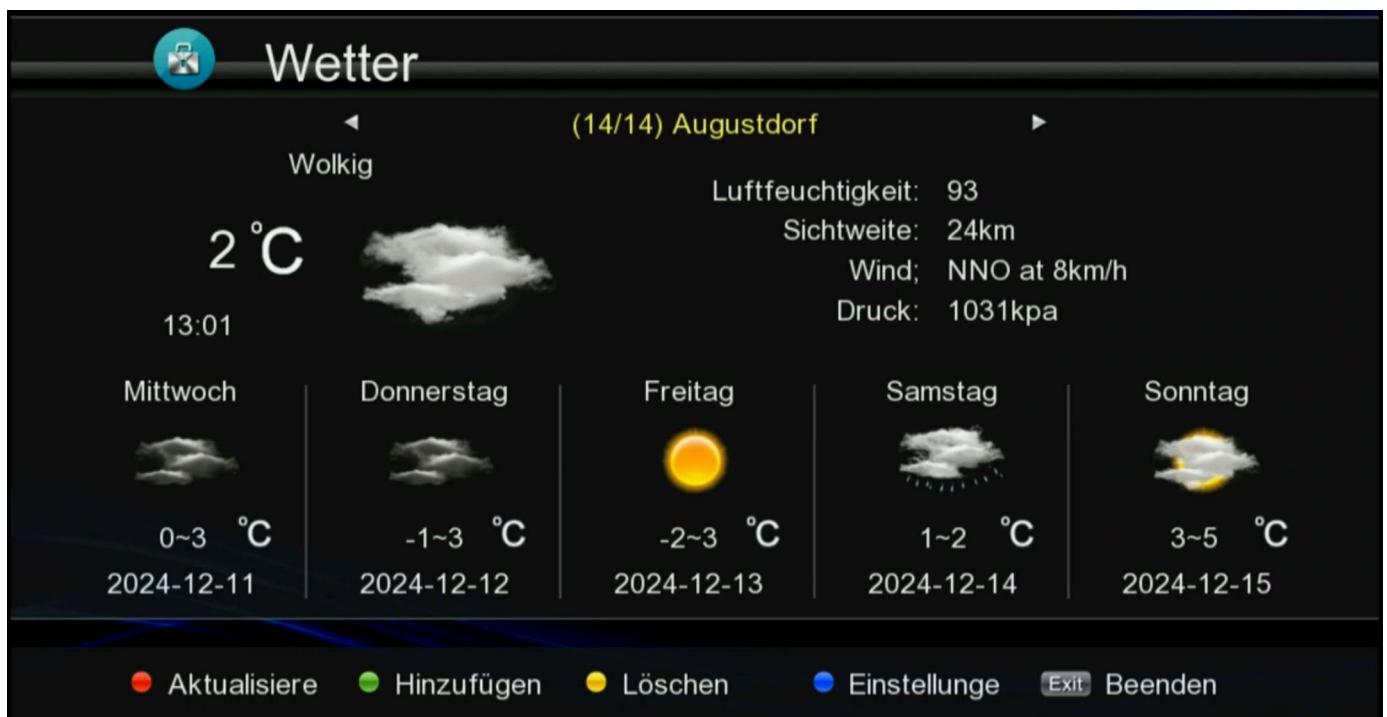 Wetter
(14/14) Augustdorf
Wolkig
Luftfeuchtigkeit: 93
Sichtweite: 24km
2 °C
Wind; NNO at 8km/h
Druck: 1031kpa
13:01
Mittwoch Donnerstag Freitag Samstag Sonntag
0~3 °C -1~3 °C -2~3 °C 1~2 °C 3~5 °C
2024-12-11 2024-12-12 2024-12-13 2024-12-14 2024-12-15
Aktualisiere Hinzufügen Löschen Einstellunge Exit Beenden